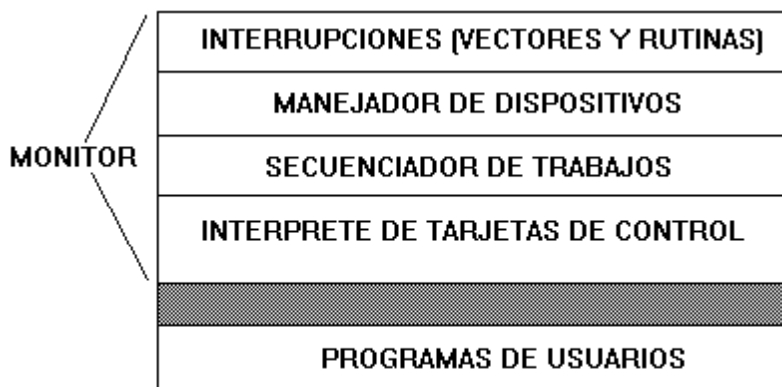 INTERRUPCIONES (VECTORES Y RUTINAS)
MANEJADOR DE DISPOSITIVOS
MONITOR
SECUENCIADOR DE TRABAJOS
INTERPRETE DE TARJETAS DE CONTROL
PROGRAMAS DE USUARIOS